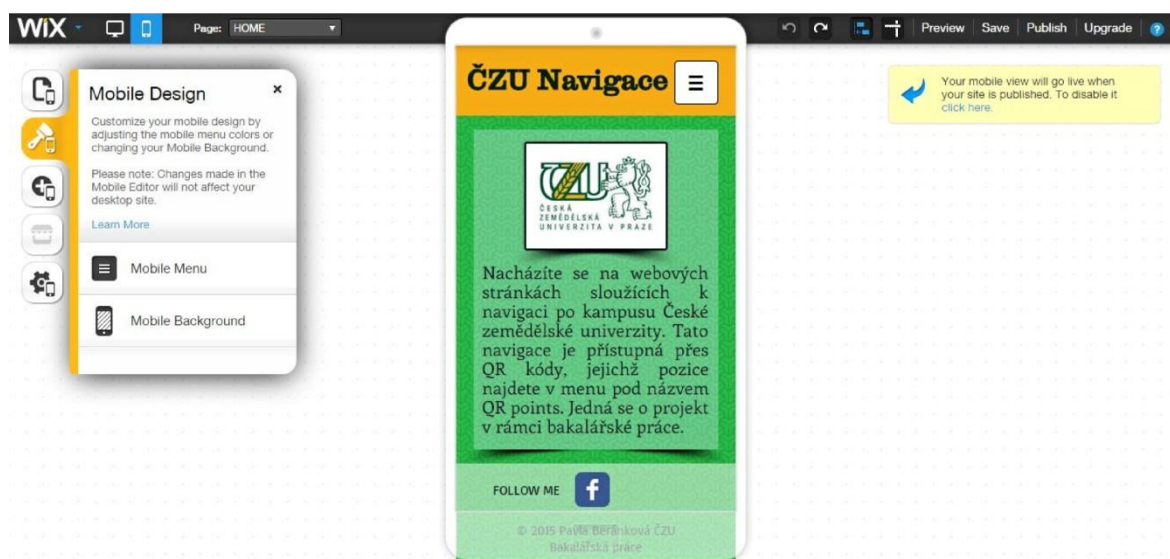 WiX
Page: HOME
Preview Save Publish Upgrade ?
Mobile Design ×
Customize your mobile design by
adjusting the mobile menu colors or
changing your Mobile Background.
Please note: Changes made in the
Mobile Editor will not affect your
desktop site.
Learn More
Mobile Menu
Mobile Background
ČZU Navigace
ČZU
ČESKÁ
ZEMĚDĚLSKÁ
UNIVERZITA V PRAZE
Nacházíte se na webových
stránkách sloužících k
navigaci po kampusu České
zemědělské univerzity. Tato
navigace je přístupná přes
QR kódy, jejichž pozice
najdete v menu pod názvem
QR points. Jedná se o projekt
v rámci bakalářské práce.
FOLLOW ME f
© 2015 Pavla Beránková ČZU
Bakalářská práce
Your mobile view will go live when
your site is published. To disable it
click here.